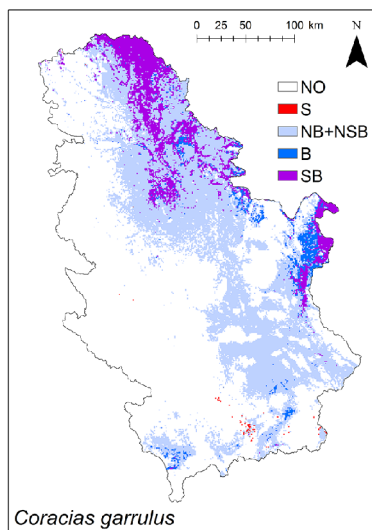 0 25 50 100 km
N
NO
S
NB+NSB
B
SB
Coracias garrulus